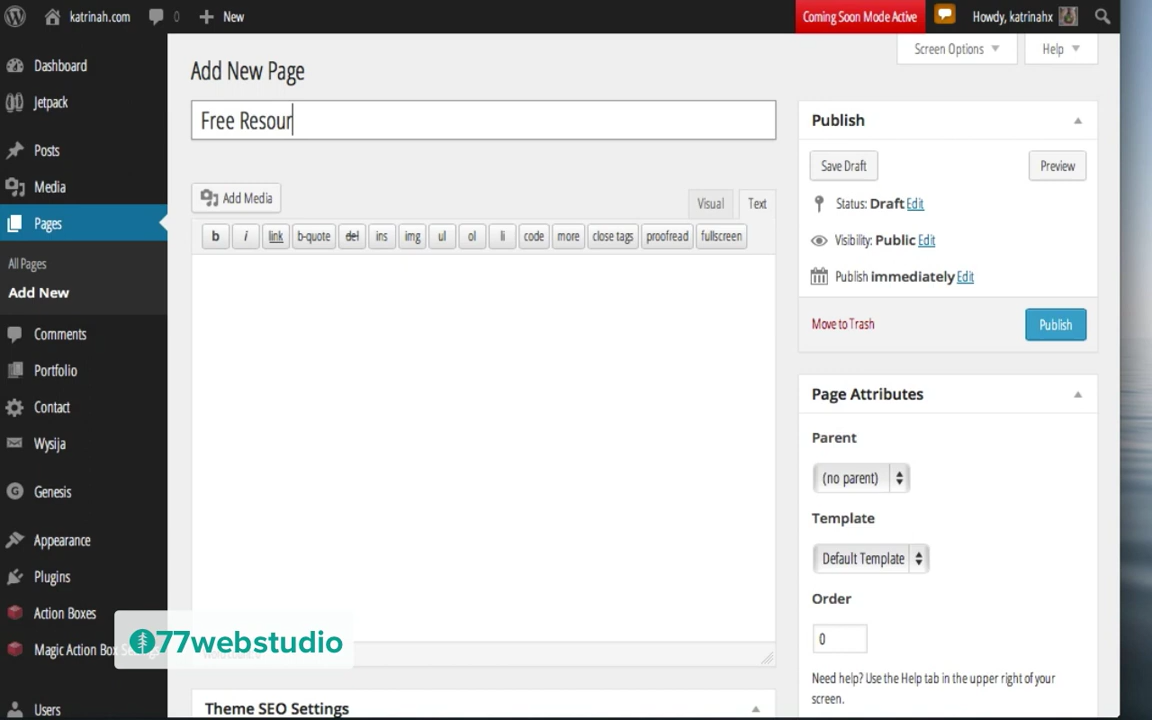 katrinah.com 0 New Coming Soon Mode Active Howdy, katrinahx
Screen Options Help
Dashboard
Jetpack
Posts
Media
Pages
All Pages
Add New
Comments
Portfolio
Contact
Wysija
Genesis
Appearance
Plugins
Action Boxes
Magic Action Box
Users
Add New Page
Free Resour
Add Media
Visual Text
b i link b-quote del ins img ul ol li code more close tags proofread fullscreen
Theme SEO Settings
Publish
Save Draft Preview
Status: Draft Edit
Visibility: Public Edit
Publish immediately Edit
Move to Trash Publish
Page Attributes
Parent
(no parent)
Template
Default Template
Order
0
Need help? Use the Help tab in the upper right of your
screen.
77webstudio